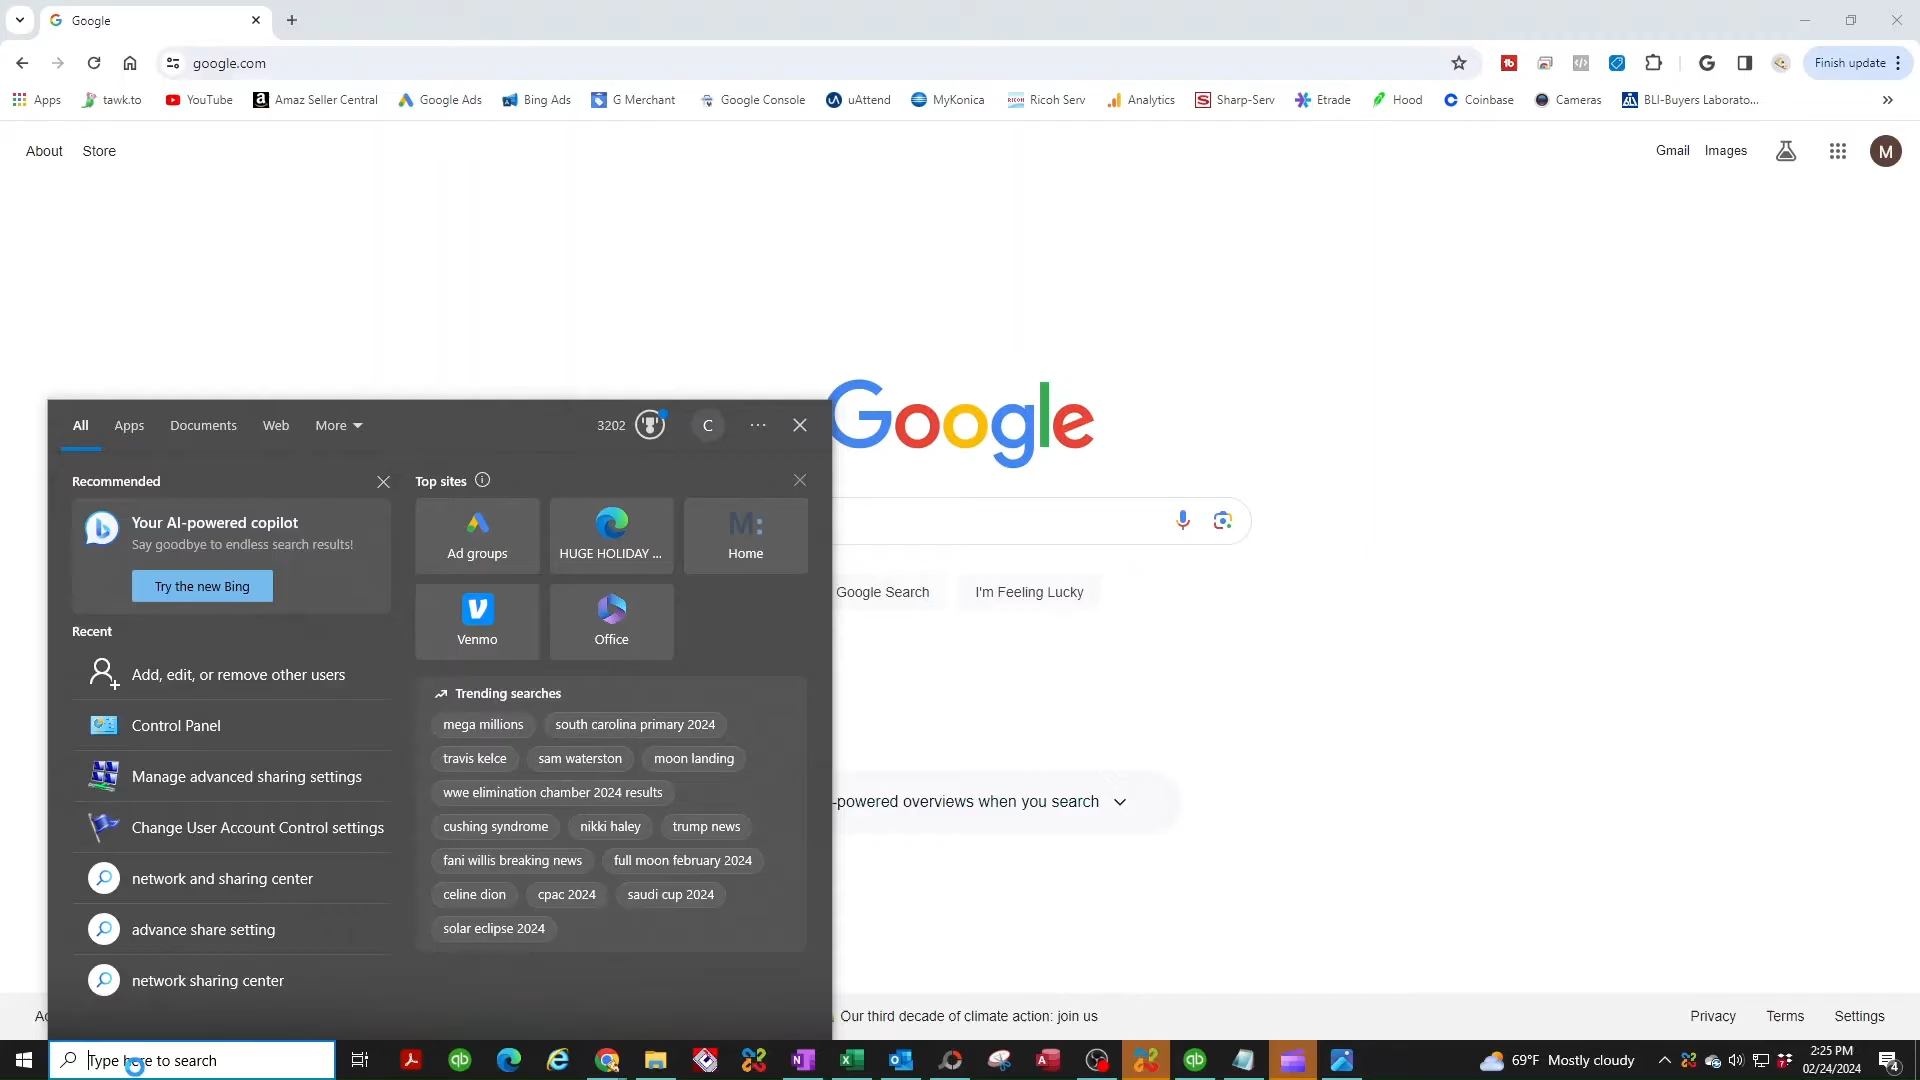 Google
google.com
Finish update
Apps
tawk.to
YouTube
Amaz Seller Central
Google Ads
Bing Ads
G Merchant
Google Console
uAttend
MyKonica
Ricoh Serv
Analytics
Sharp-Serv
Etrade
Hood
Coinbase
Cameras
BLI-Buyers Laborato...
About
Store
Gmail
Images
M
Google
Google Search
I'm Feeling Lucky
-powered overviews when you search
Our third decade of climate action: join us
Privacy
Terms
Settings
All
Apps
Documents
Web
More
3202
C
Recommended
Your AI-powered copilot
Say goodbye to endless search results!
Try the new Bing
Recent
Add, edit, or remove other users
Control Panel
Manage advanced sharing settings
Change User Account Control settings
network and sharing center
advance share setting
network sharing center
Top sites
Ad groups
HUGE HOLIDAY ...
M:
Home
Venmo
Office
Trending searches
mega millions
south carolina primary 2024
travis kelce
sam waterston
moon landing
wwe elimination chamber 2024 results
cushing syndrome
nikki haley
trump news
fani willis breaking news
full moon february 2024
celine dion
cpac 2024
saudi cup 2024
solar eclipse 2024
Type here to search
69°F Mostly cloudy
2:25 PM
02/24/2024
4